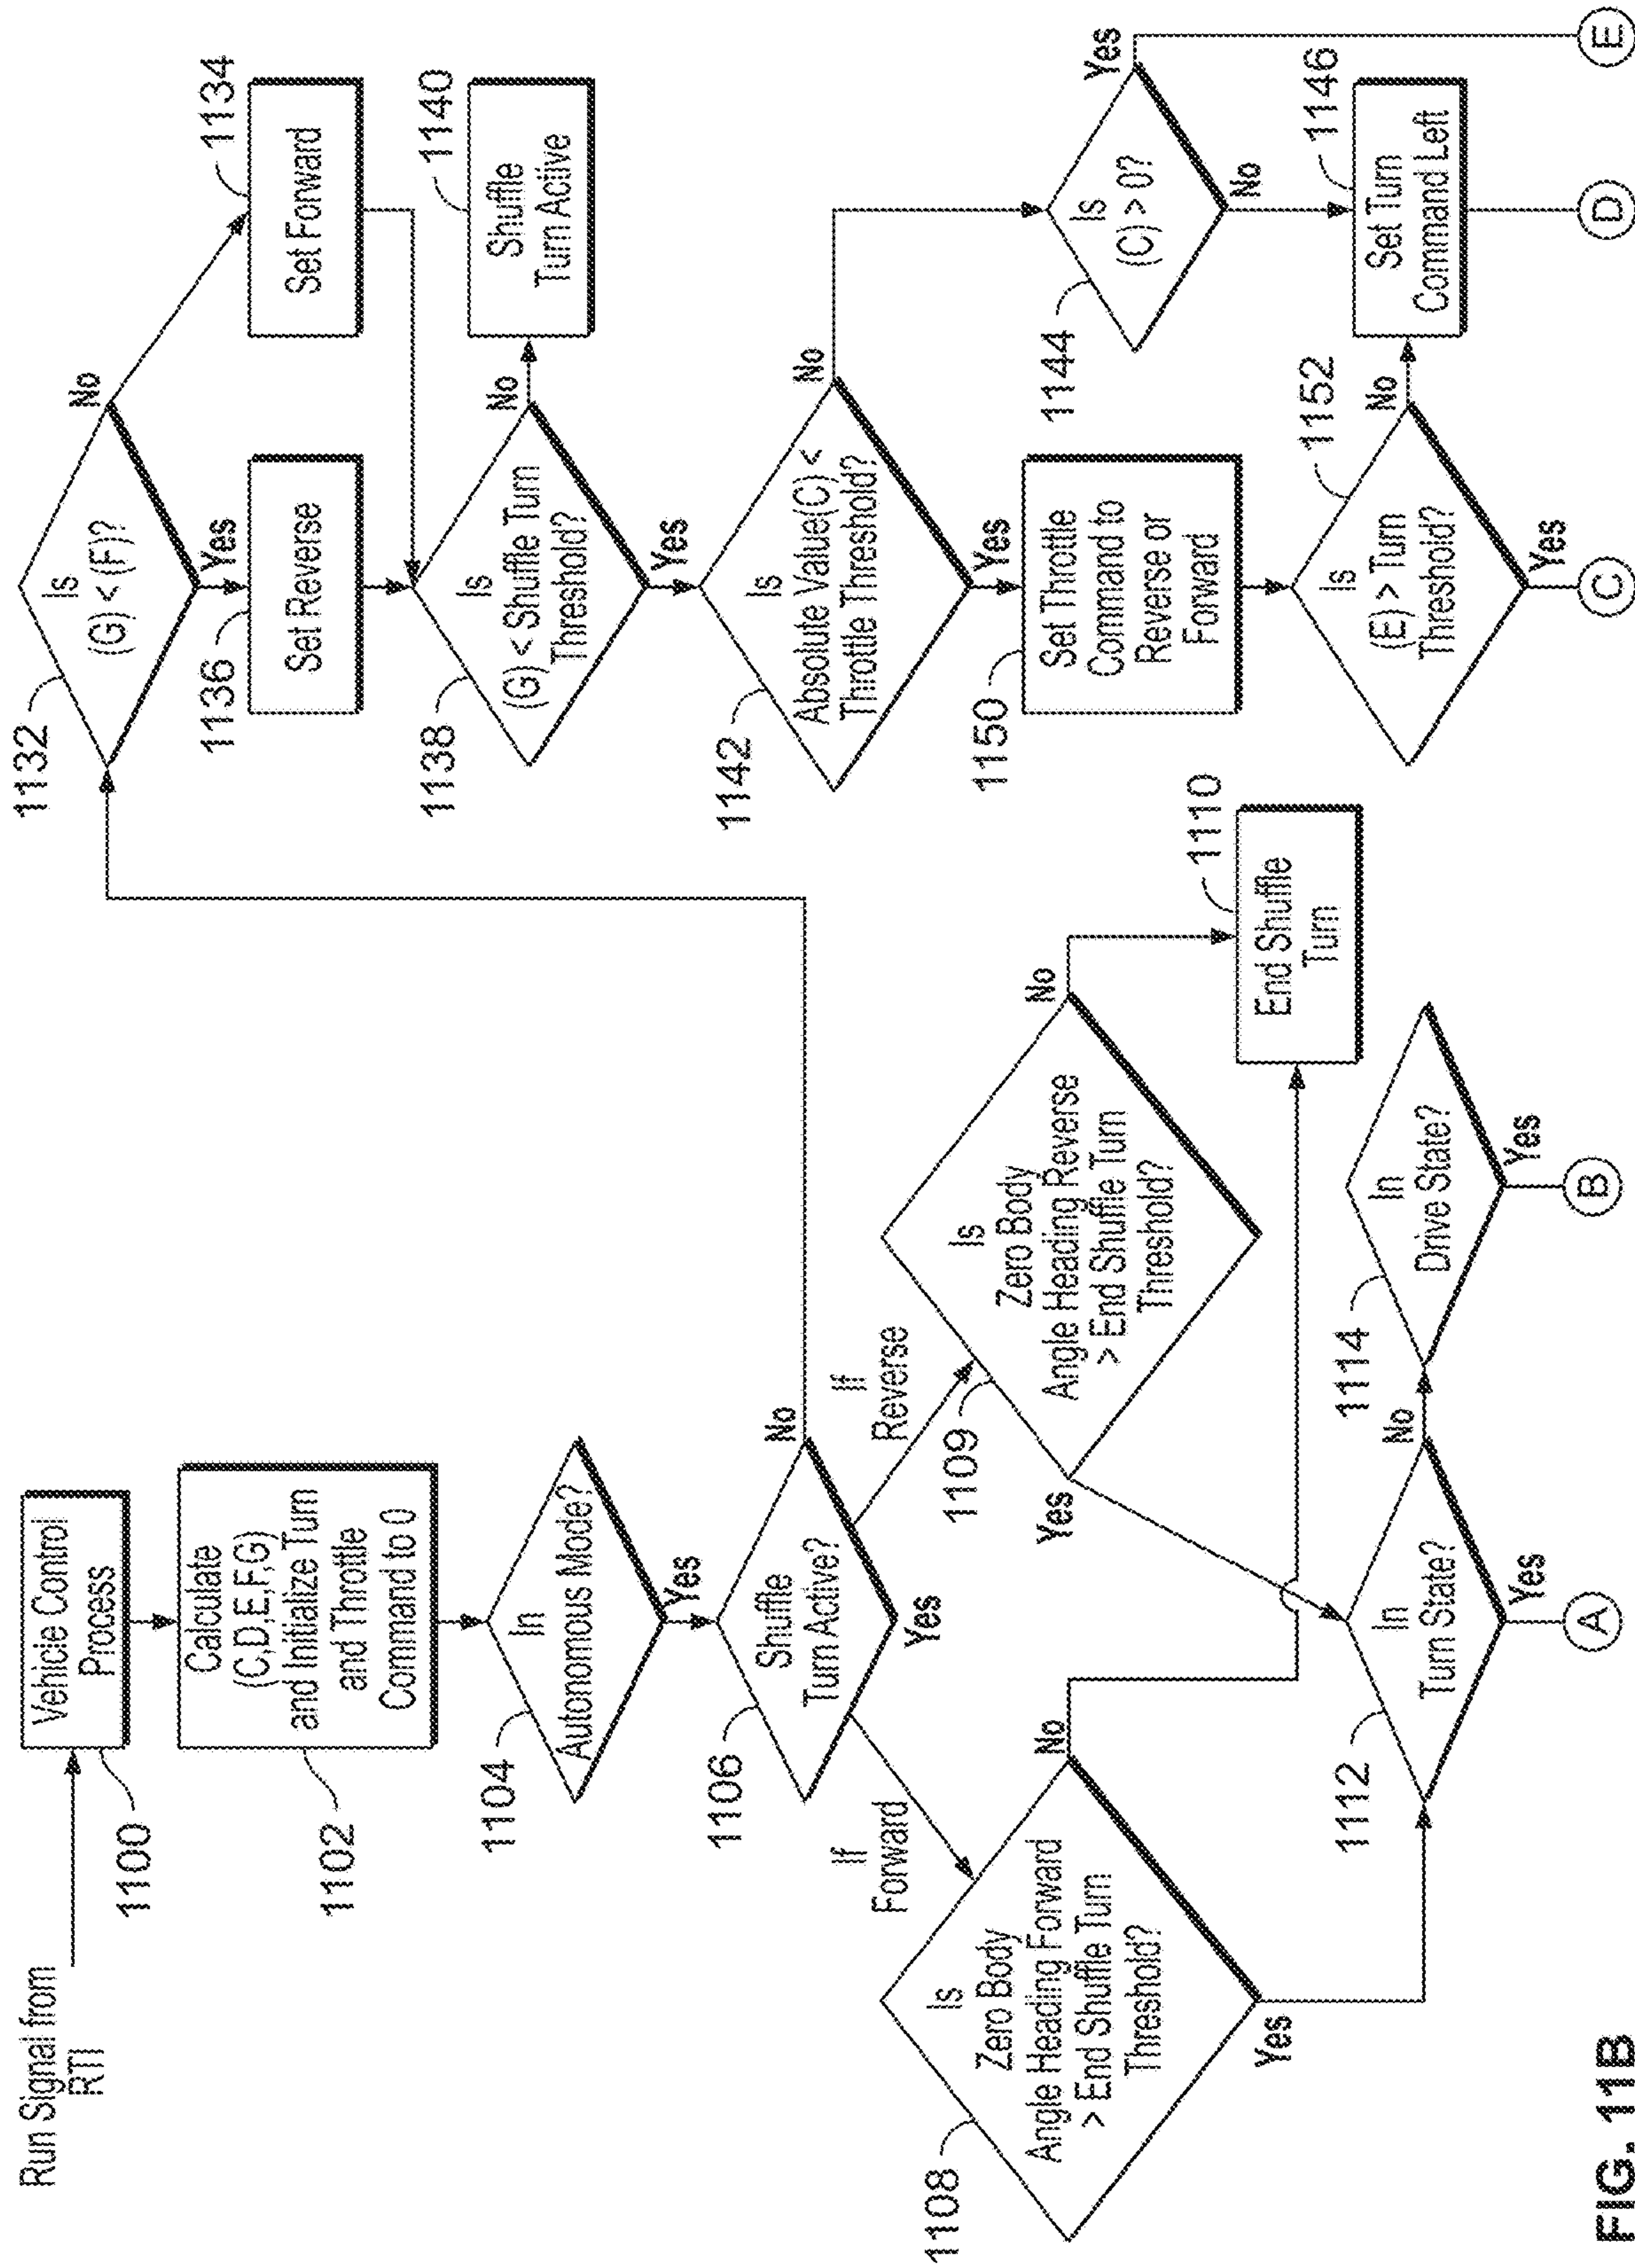 Run Signal from
RTI
1100
Vehicle Control
Process
1102
Calculate
(C,D,E,F,G)
and Initialize Turn
and Throttle
Command to 0
1104
In
Autonomous Mode?
Yes
1106
Shuffle
Turn Active?
No
Yes
If
Forward
If
Reverse
1108
Is
Zero Body
Angle Heading Forward
> End Shuffle Turn
Threshold?
No
Yes
1109
Is
Zero Body
Angle Heading Reverse
> End Shuffle Turn
Threshold?
No
Yes
1110
End Shuffle
Turn
1112
In
Turn State?
No
Yes
A
1114
In
Drive State?
Yes
B
1132
Is
(G) < (F)?
No
Yes
1134
Set Forward
1136
Set Reverse
1138
Is
(G) < Shuffle Turn
Threshold?
No
Yes
1140
Shuffle
Turn Active
1142
Is
Absolute Value(C) <
Throttle Threshold?
No
Yes
1144
Is
(C) > 0?
Yes
No
1150
Set Throttle
Command to
Reverse or
Forward
1152
Is
(E) > Turn
Threshold?
No
Yes
1146
Set Turn
Command Left
C
D
E
FIG. 11B